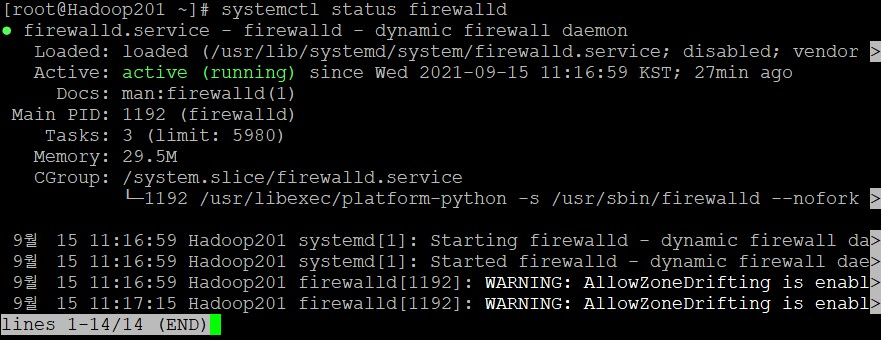 [root@Hadoop201 ~]# systemctl status firewalld
● firewalld.service - firewalld - dynamic firewall daemon
   Loaded: loaded (/usr/lib/systemd/system/firewalld.service; disabled; vendor >
   Active: active (running) since Wed 2021-09-15 11:16:59 KST; 27min ago
     Docs: man:firewalld(1)
 Main PID: 1192 (firewalld)
    Tasks: 3 (limit: 5980)
   Memory: 29.5M
   CGroup: /system.slice/firewalld.service
           └─1192 /usr/libexec/platform-python -s /usr/sbin/firewalld --nofork >
 9월  15 11:16:59 Hadoop201 systemd[1]: Starting firewalld - dynamic firewall da>
 9월  15 11:16:59 Hadoop201 systemd[1]: Started firewalld - dynamic firewall dae>
 9월  15 11:16:59 Hadoop201 firewalld[1192]: WARNING: AllowZoneDrifting is enabl>
 9월  15 11:17:15 Hadoop201 firewalld[1192]: WARNING: AllowZoneDrifting is enabl>
lines 1-14/14 (END)